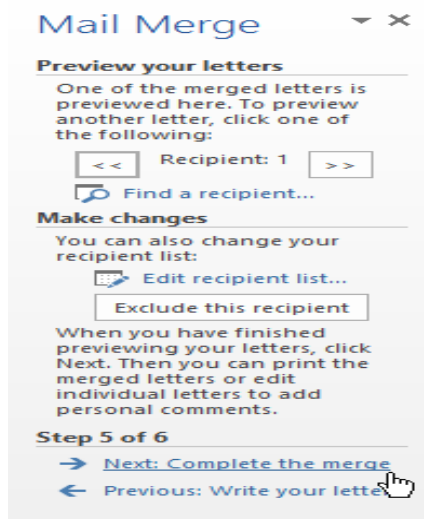 Mail Merge
Preview your letters
One of the merged letters is
previewed here. To preview
another letter, click one of
the following:
<< Recipient: 1 >>
Find a recipient...
Make changes
You can also change your
recipient list:
Edit recipient list...
Exclude this recipient
When you have finished
previewing your letters, click
Next. Then you can print the
merged letters or edit
individual letters to add
personal comments.
Step 5 of 6
Next: Complete the merge
Previous: Write your lette